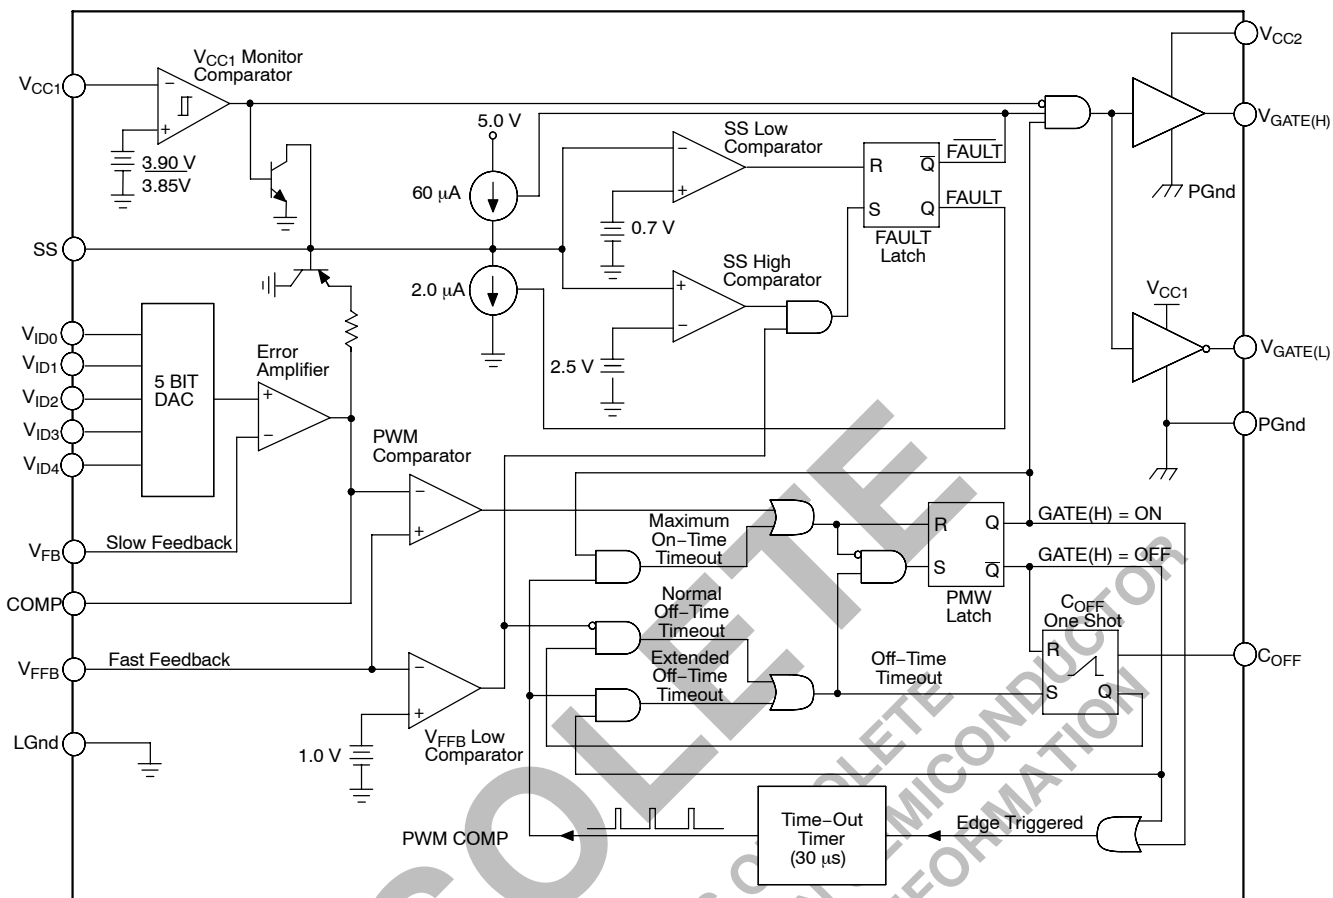 VCC1
VCC1 Monitor
Comparator
−
+
3.90 V
3.85V
5.0 V
60 μA
2.0 μA
SS
SS Low
Comparator
−
+
0.7 V
SS High
Comparator
+
−
2.5 V
R
Q
S
Q
FAULT
FAULT
FAULT
Latch
VCC2
VGATE(H)
PGnd
VCC1
VGATE(L)
PGnd
VID0
VID1
VID2
VID3
VID4
5 BIT
DAC
Error
Amplifier
+
−
PWM
Comparator
−
+
VFB
Slow Feedback
COMP
VFFB
Fast Feedback
LGnd
−
+
1.0 V
VFFB Low
Comparator
Maximum
On−Time
Timeout
Normal
Off−Time
Timeout
Extended
Off−Time
Timeout
R
Q
S
Q
PMW
Latch
GATE(H) = ON
GATE(H) = OFF
COFF
One Shot
R
S
Q
COFF
Off−Time
Timeout
PWM COMP
Time−Out
Timer
(30 μs)
Edge Triggered
OLETE
OLETE
SEMICONDUCTOR
FORMATION